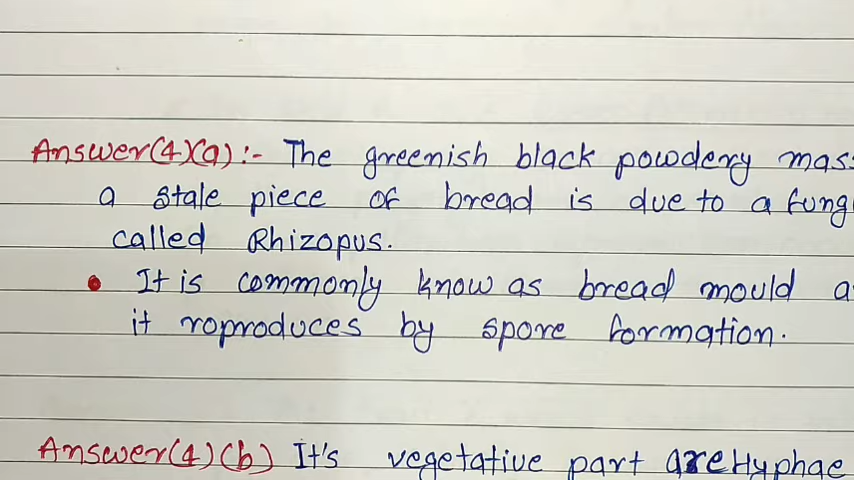 Answer(4)(a):- The greenish black powdery mass
a stale piece of bread is due to a fung
called Rhizopus.
• It is commonly know as bread mould a
it roproduces by spore formation.
Answer(4)(b) It's vegetative part are Hyphae